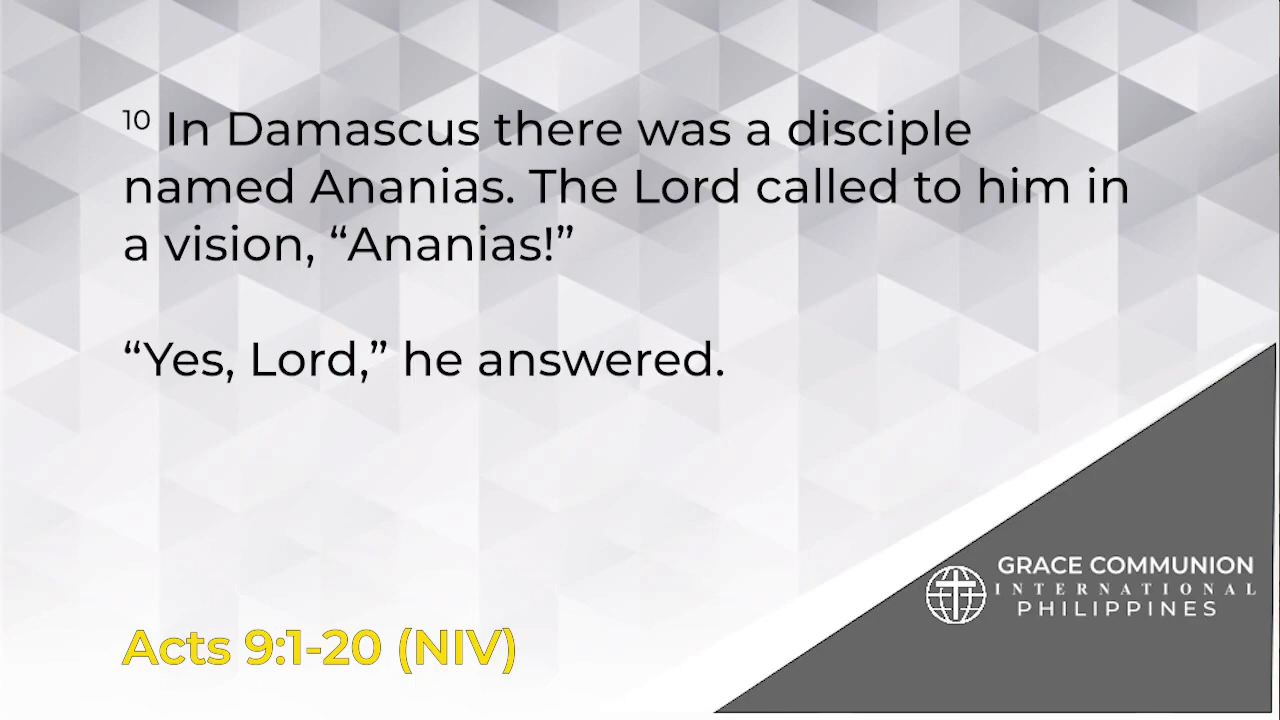 10 In Damascus there was a disciple
named Ananias. The Lord called to him in
a vision, “Ananias!”
“Yes, Lord,” he answered.
Acts 9:1-20 (NIV)
GRACE COMMUNION
INTERNATIONAL
PHILIPPINES